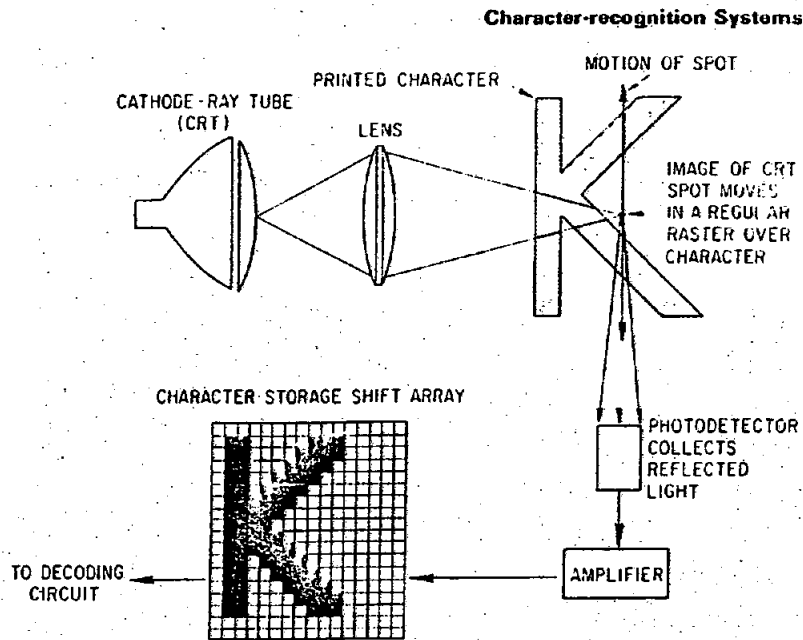 Character-recognition Systems
PRINTED CHARACTER
MOTION OF SPOT
CATHODE-RAY TUBE
(CRT)
LENS
IMAGE OF CRT
SPOT MOVES
IN A REGULAR
RASTER OVER
CHARACTER
CHARACTER STORAGE SHIFT ARRAY
PHOTODETECTOR
COLLECTS
REFLECTED
LIGHT
AMPLIFIER
TO DECODING
CIRCUIT